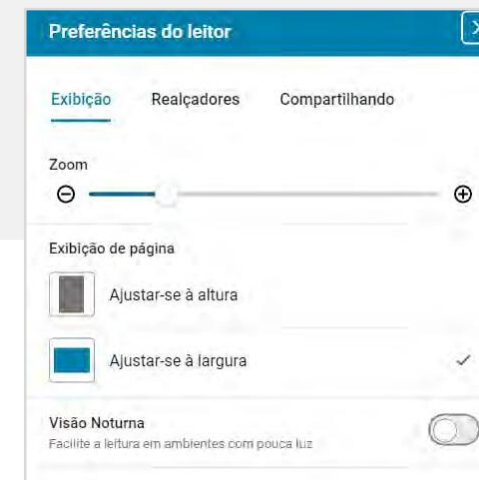 Preferências do leitor
Exibição Realçadores Compartilhando
Zoom
Exibição de página
Ajustar-se à altura
Ajustar-se à largura
Visão Noturna
Facilite a leitura em ambientes com pouca luz